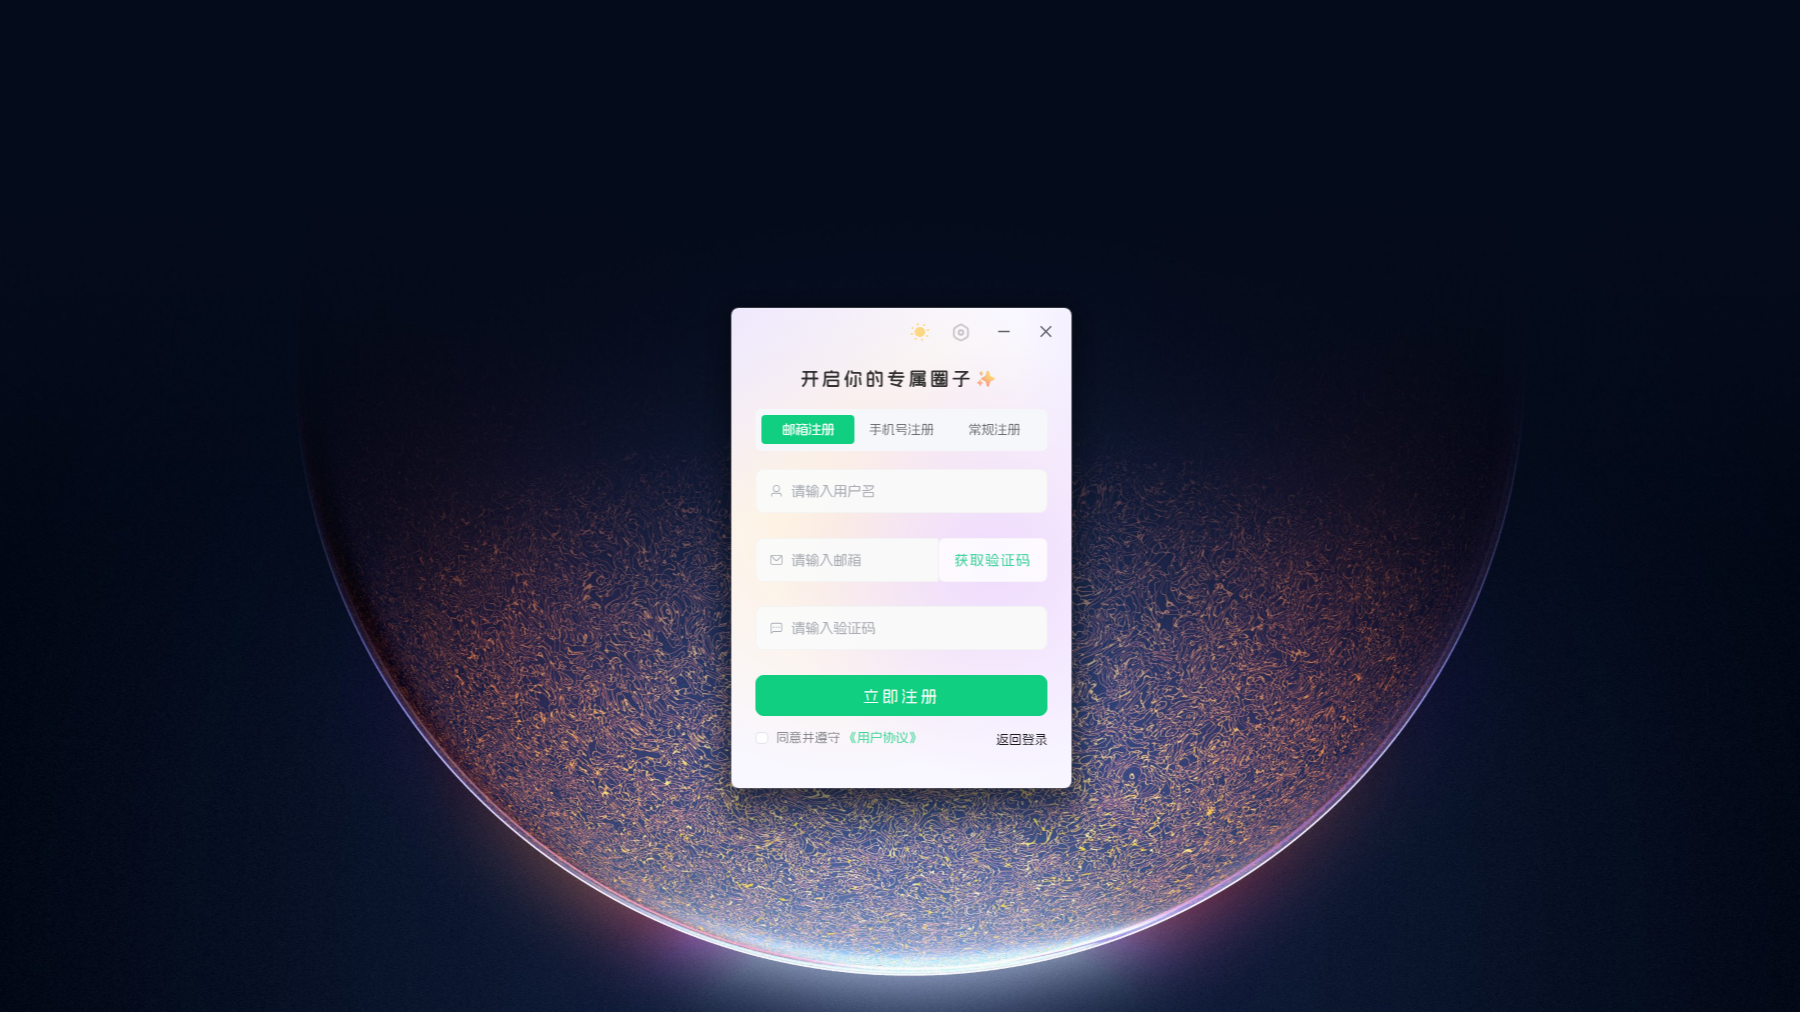 开启你的专属圈子✨
邮箱注册 手机号注册 常规注册
请输入用户名
请输入邮箱 获取验证码
请输入验证码
立即注册
同意并遵守《用户协议》 返回登录